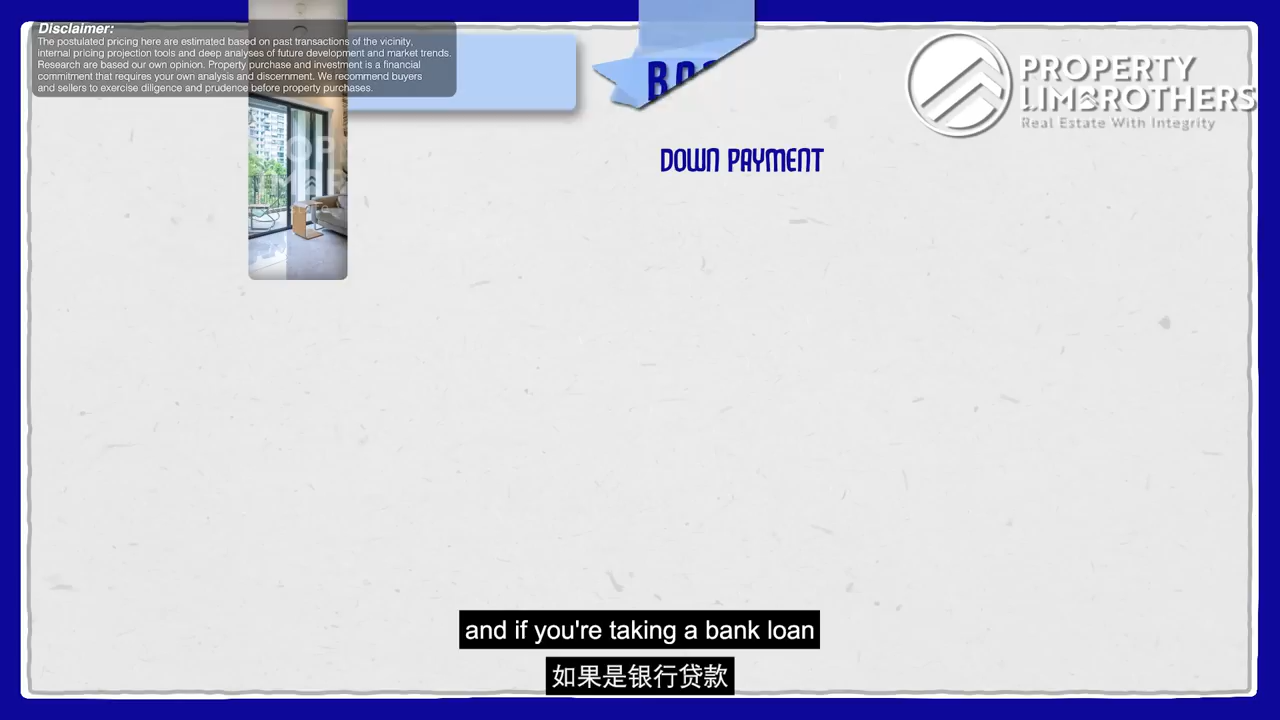 Disclaimer:
The postulated pricing here are estimated based on past transactions of the vicinity,
internal pricing projection tools and deep analyses of future development and market trends.
Research are based our own opinion. Property purchase and investment is a financial
commitment that requires your own analysis and discernment. We recommend buyers
and sellers to exercise diligence and prudence before property purchases.
PROPERTY
LIMBROTHERS
Real Estate With Integrity
DOWN PAYMENT
and if you're taking a bank loan
如果是银行贷款